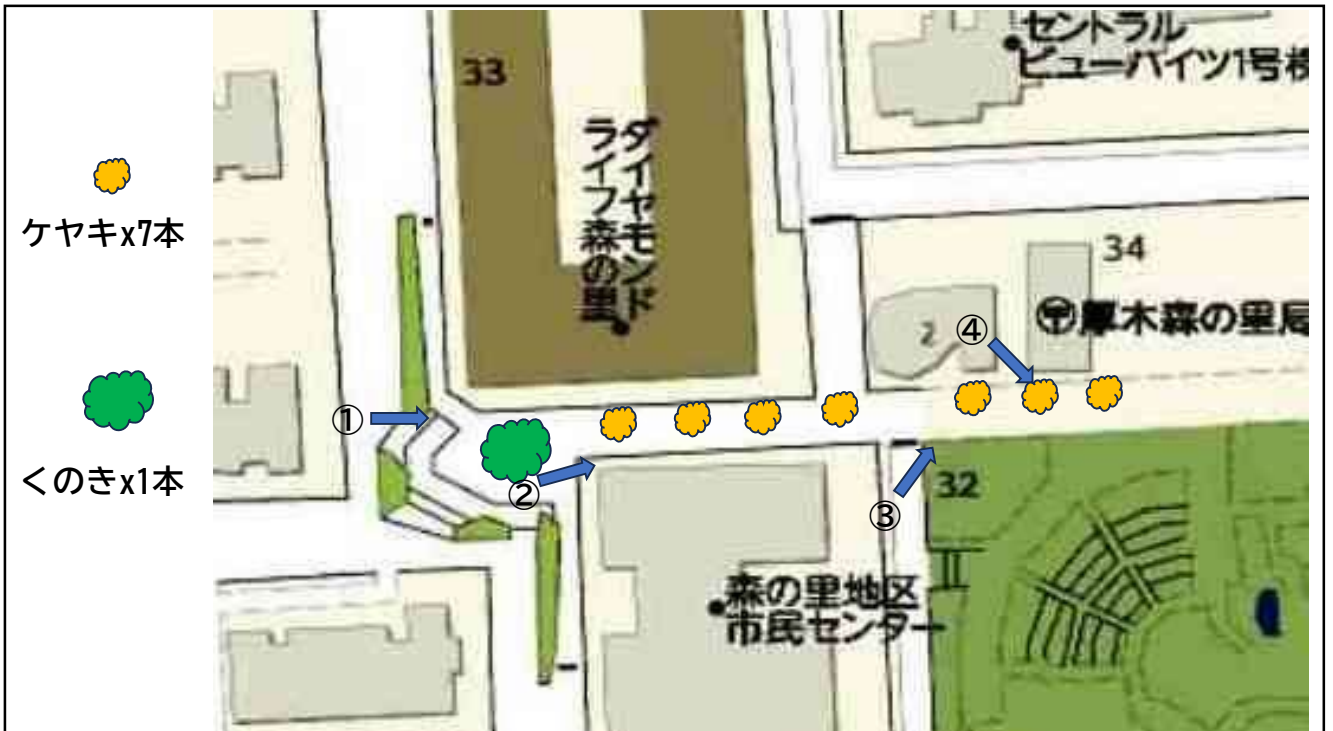 ケヤキx7本
くのきx1本
33
ダイヤモンド
ライフ森の里
セントラル
ビューハイツ1号棟
34
2
④
〒厚木森の里局
①
②
③
32
森の里地区
市民センター